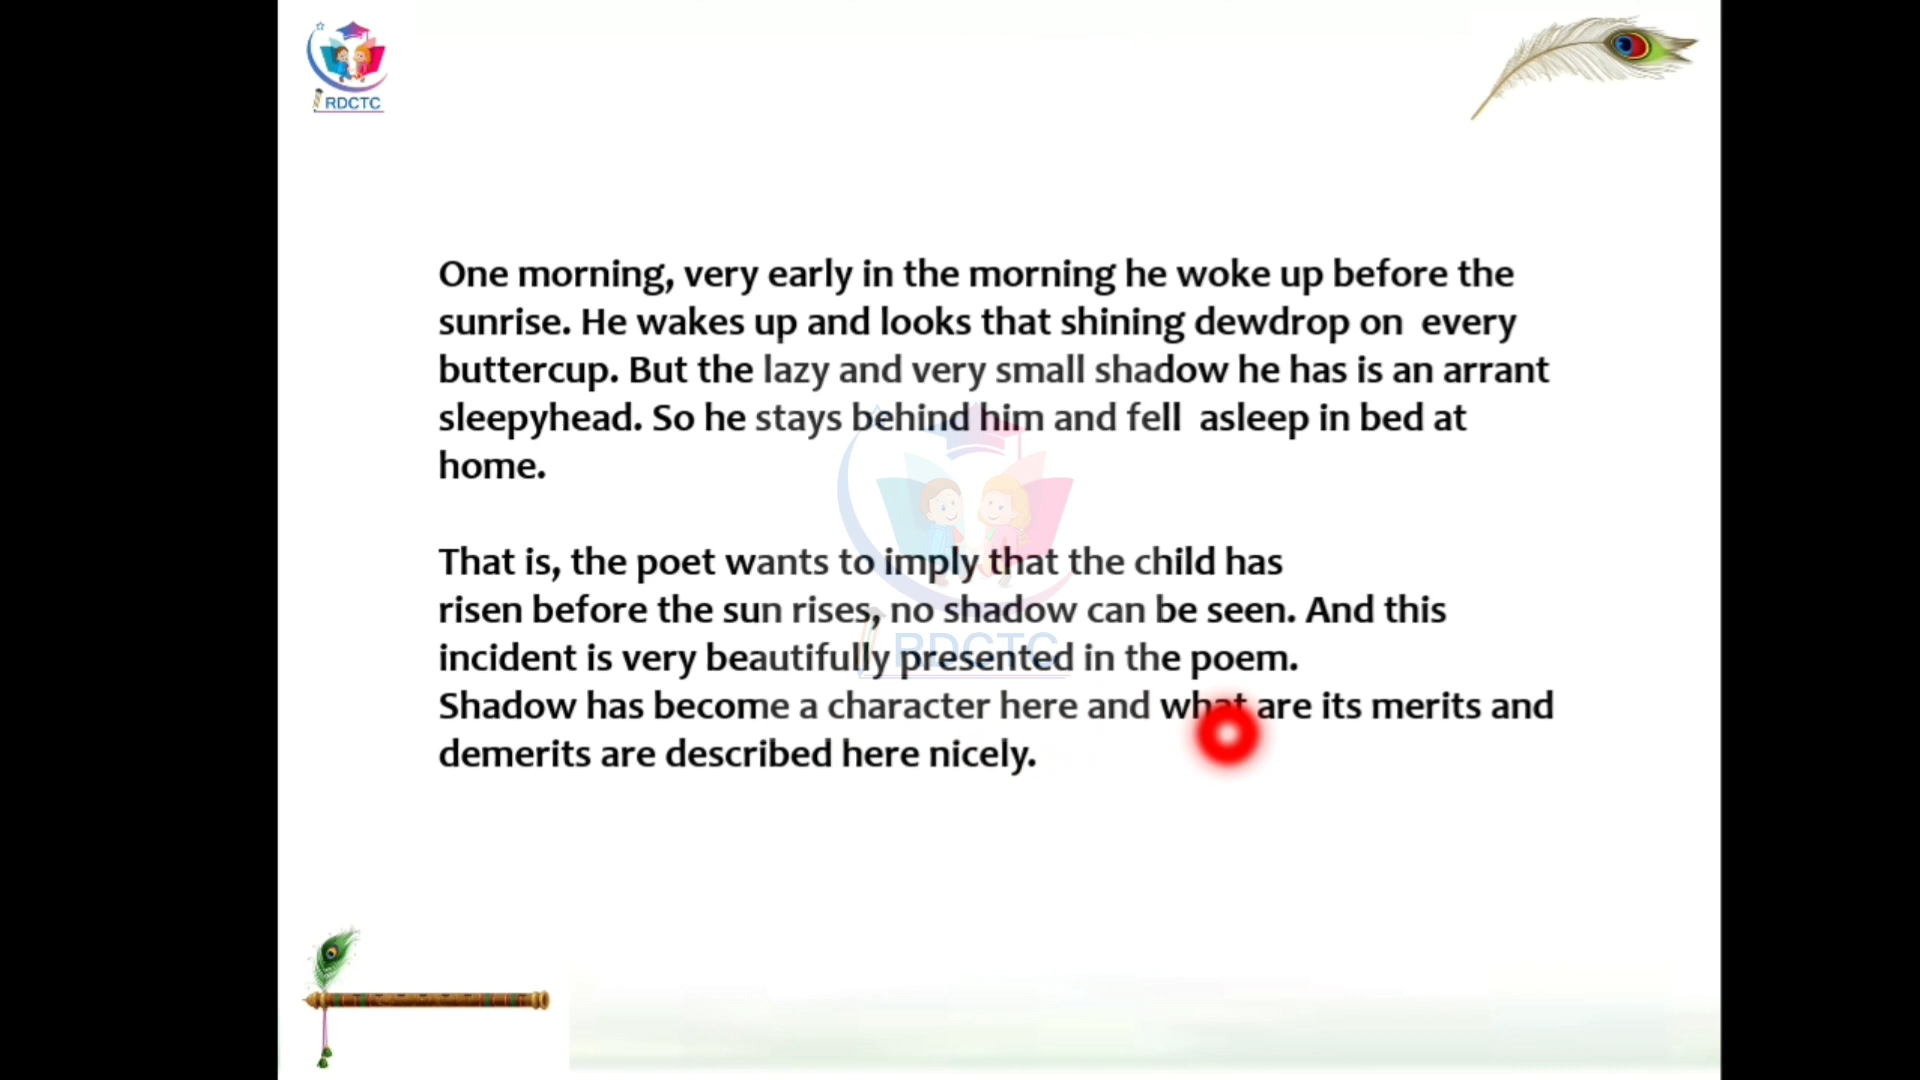 RDCTC
One morning, very early in the morning he woke up before the
sunrise. He wakes up and looks that shining dewdrop on every
buttercup. But the lazy and very small shadow he has is an arrant
sleepyhead. So he stays behind him and fell asleep in bed at
home.
That is, the poet wants to imply that the child has
risen before the sun rises, no shadow can be seen. And this
incident is very beautifully presented in the poem.
RDCTC
Shadow has become a character here and what are its merits and
demerits are described here nicely.